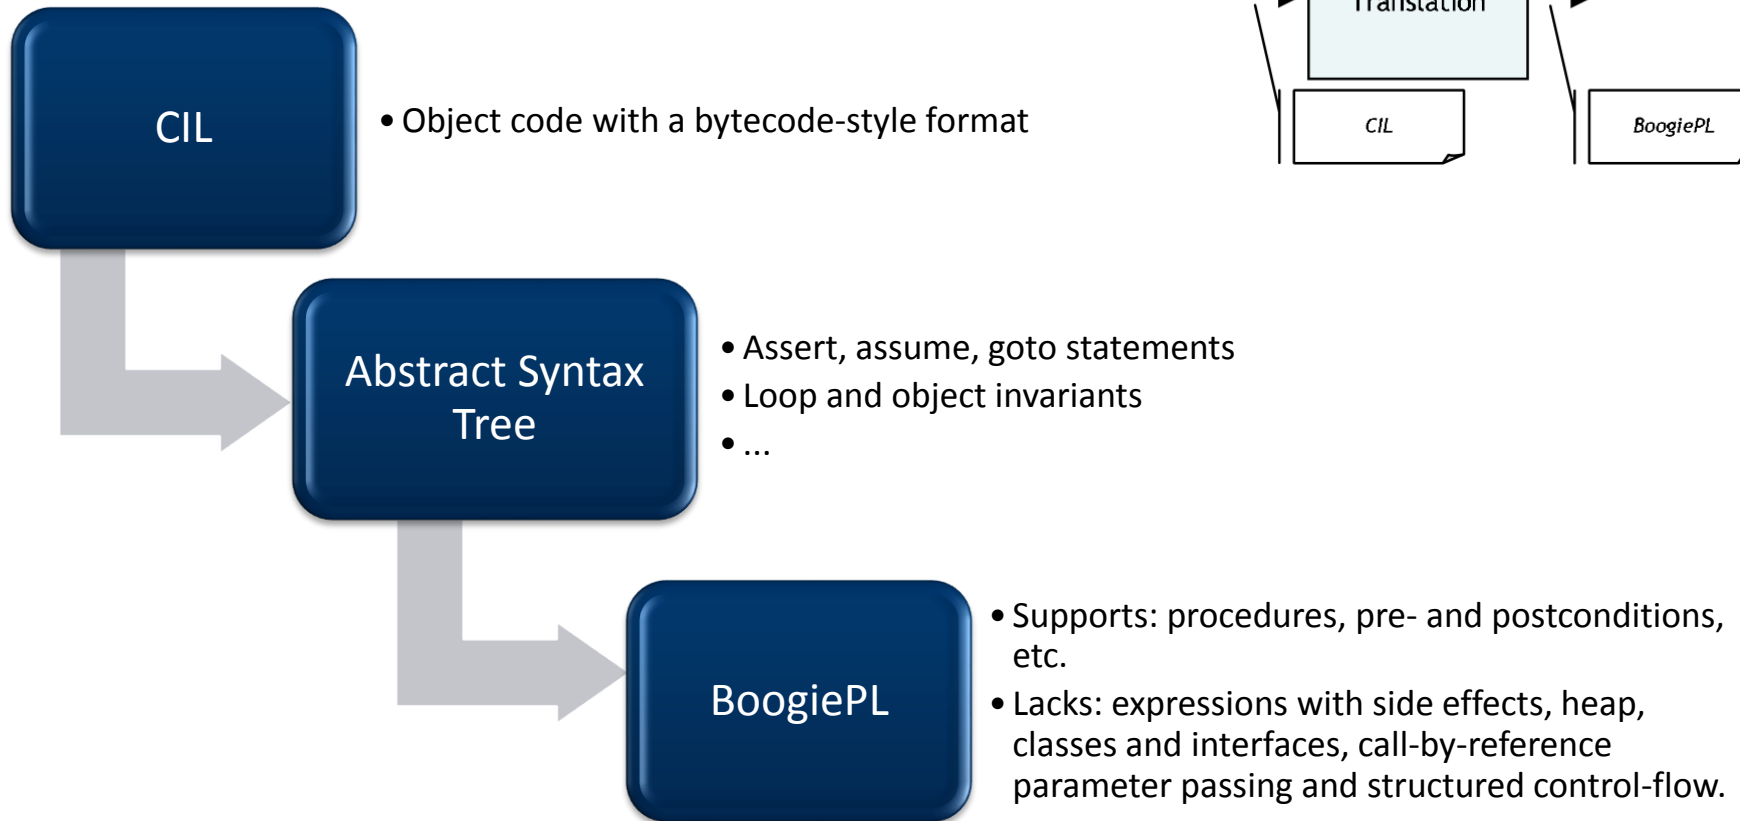 Translation
CIL
BoogiePL
CIL
• Object code with a bytecode-style format
Abstract Syntax
Tree
• Assert, assume, goto statements
• Loop and object invariants
• ...
BoogiePL
• Supports: procedures, pre- and postconditions,
etc.
• Lacks: expressions with side effects, heap,
classes and interfaces, call-by-reference
parameter passing and structured control-flow.